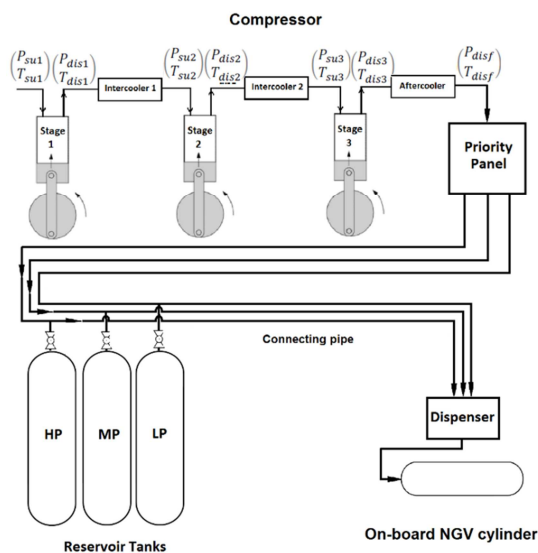 Compressor
(P_su1 T_su1) (P_dis1 T_dis1)
Intercooler 1
(P_su2 T_su2) (P_dis2 T_dis2)
Intercooler 2
(P_su3 T_su3) (P_dis3 T_dis3)
Aftercooler
(P_disf T_disf)
Stage
1
Stage
2
Stage
3
Priority
Panel
Connecting pipe
HP
MP
LP
Dispenser
On-board NGV cylinder
Reservoir Tanks